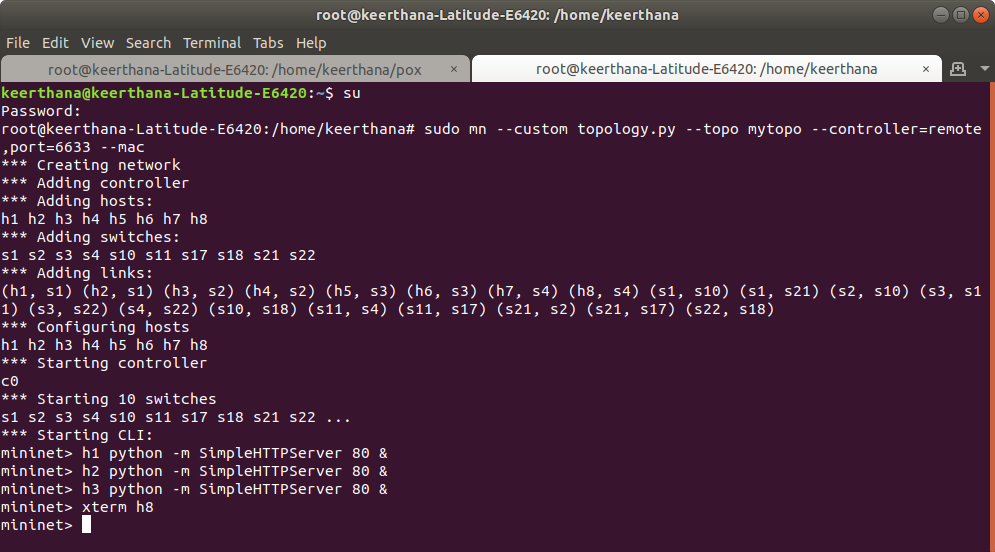 root@keerthana-Latitude-E6420: /home/keerthana
File Edit View Search Terminal Tabs Help
root@keerthana-Latitude-E6420: /home/keerthana/pox × root@keerthana-Latitude-E6420: /home/keerthana ×
keerthana@keerthana-Latitude-E6420:~$ su
Password:
root@keerthana-Latitude-E6420:/home/keerthana# sudo mn --custom topology.py --topo mytopo --controller=remote
,port=6633 --mac
*** Creating network
*** Adding controller
*** Adding hosts:
h1 h2 h3 h4 h5 h6 h7 h8
*** Adding switches:
s1 s2 s3 s4 s10 s11 s17 s18 s21 s22
*** Adding links:
(h1, s1) (h2, s1) (h3, s2) (h4, s2) (h5, s3) (h6, s3) (h7, s4) (h8, s4) (s1, s10) (s1, s21) (s2, s10) (s3, s1
1) (s3, s22) (s4, s22) (s10, s18) (s11, s4) (s11, s17) (s21, s2) (s21, s17) (s22, s18)
*** Configuring hosts
h1 h2 h3 h4 h5 h6 h7 h8
*** Starting controller
c0
*** Starting 10 switches
s1 s2 s3 s4 s10 s11 s17 s18 s21 s22 ...
*** Starting CLI:
mininet> h1 python -m SimpleHTTPServer 80 &
mininet> h2 python -m SimpleHTTPServer 80 &
mininet> h3 python -m SimpleHTTPServer 80 &
mininet> xterm h8
mininet>